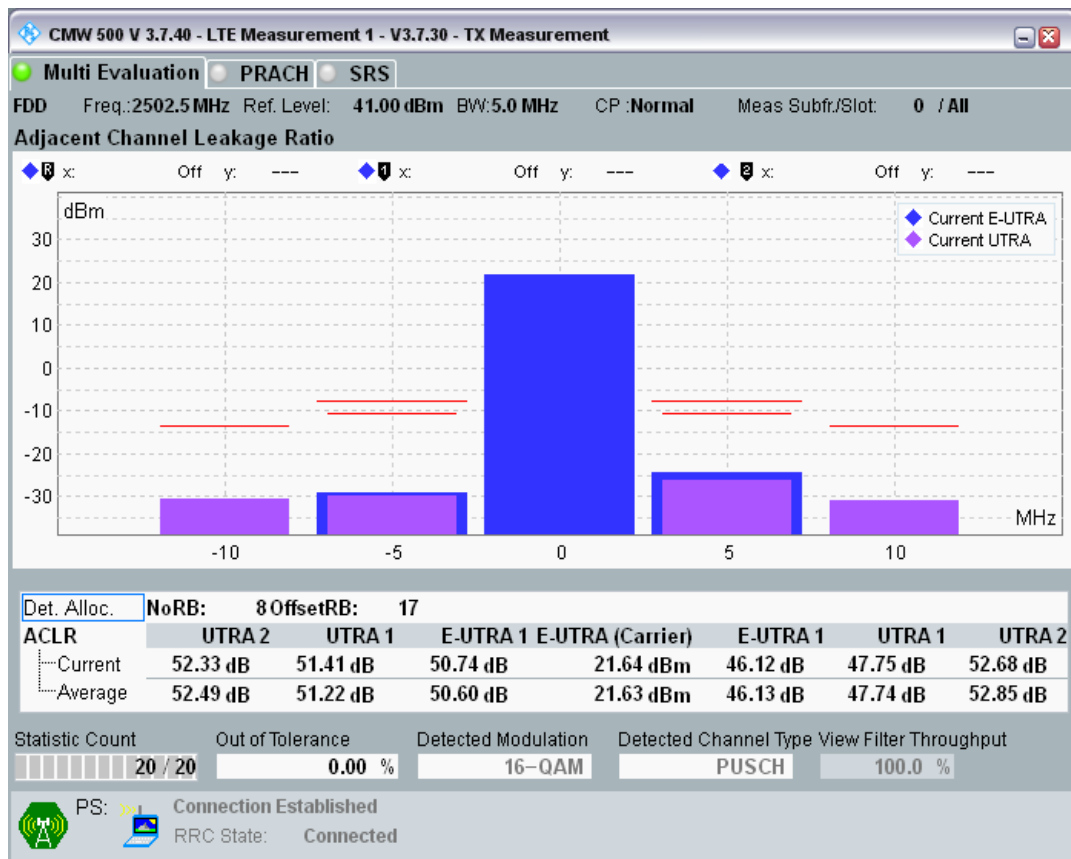 CMW 500 V 3.7.40 - LTE Measurement 1 - V3.7.30 - TX Measurement
Multi Evaluation PRACH SRS
FDD Freq.:2502.5 MHz Ref. Level: 41.00 dBm BW:5.0 MHz CP :Normal Meas Subfr./Slot: 0 / All
Adjacent Channel Leakage Ratio
R x: Off y: --- 1 x: Off y: --- 2 x: Off y: ---
dBm
Current E-UTRA
Current UTRA
30
20
10
0
-10
-20
-30
MHz
-10 -5 0 5 10
Det. Alloc. NoRB: 8 OffsetRB: 17
ACLR UTRA 2 UTRA 1 E-UTRA 1 E-UTRA (Carrier) E-UTRA 1 UTRA 1 UTRA 2
Current 52.33 dB 51.41 dB 50.74 dB 21.64 dBm 46.12 dB 47.75 dB 52.68 dB
Average 52.49 dB 51.22 dB 50.60 dB 21.63 dBm 46.13 dB 47.74 dB 52.85 dB
Statistic Count Out of Tolerance Detected Modulation Detected Channel Type View Filter Throughput
20 / 20 0.00 % 16-QAM PUSCH 100.0 %
PS: Connection Established
RRC State: Connected